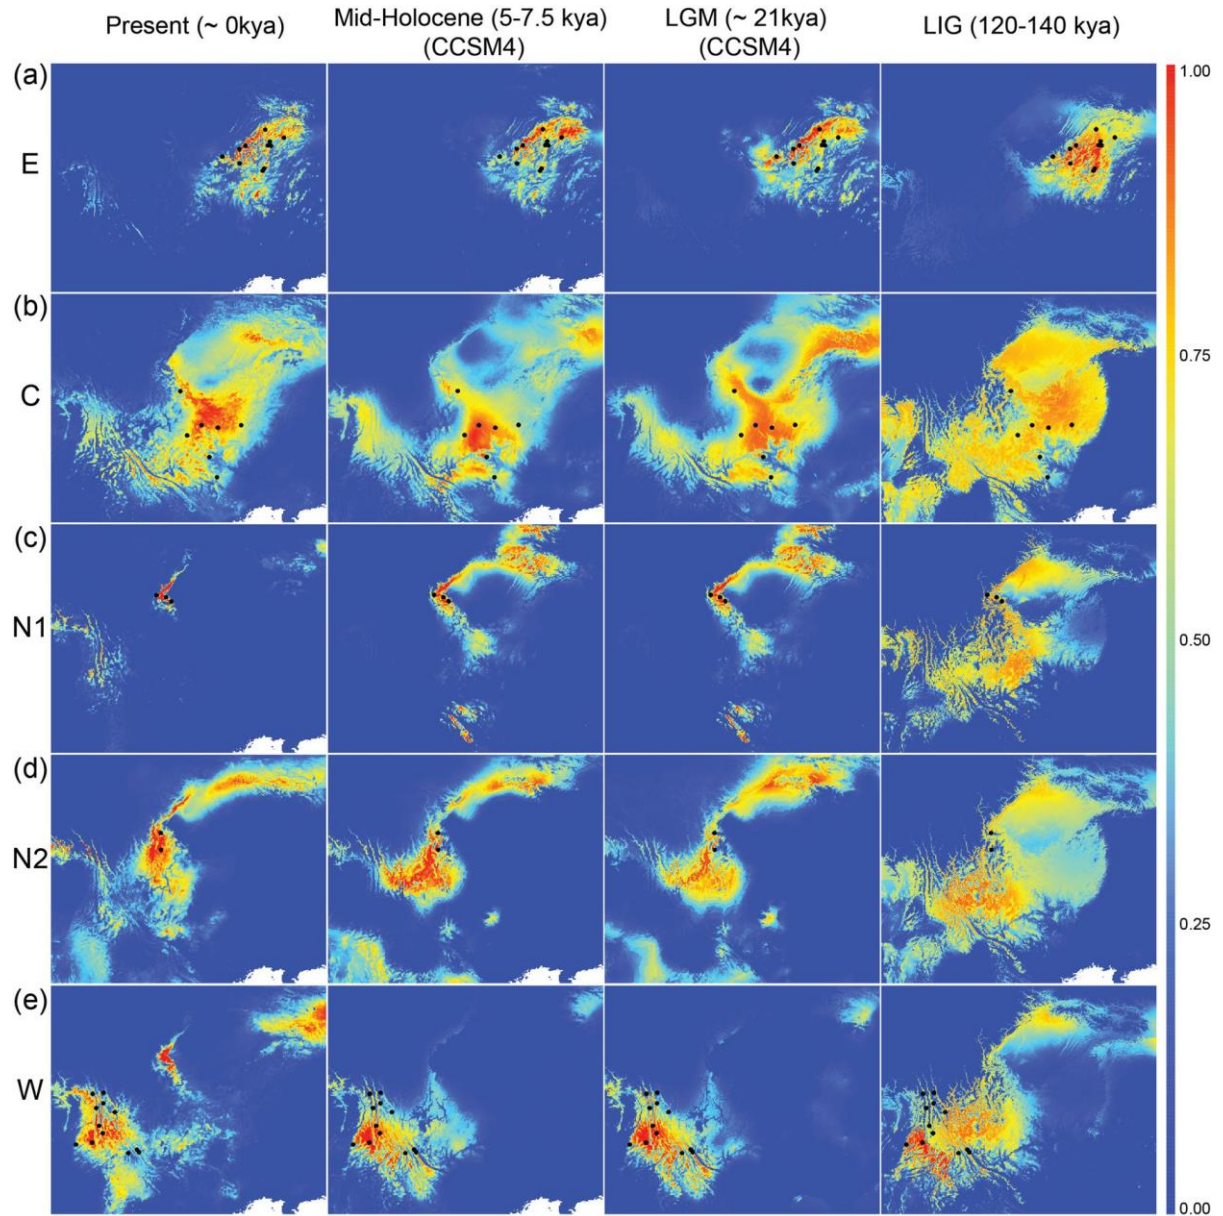 Present (~ 0kya)
Mid-Holocene (5-7.5 kya)
(CCSM4)
LGM (~ 21kya)
(CCSM4)
LIG (120-140 kya)
(a)
E
(b)
C
(c)
N1
(d)
N2
(e)
W
1.00
0.75
0.50
0.25
0.00